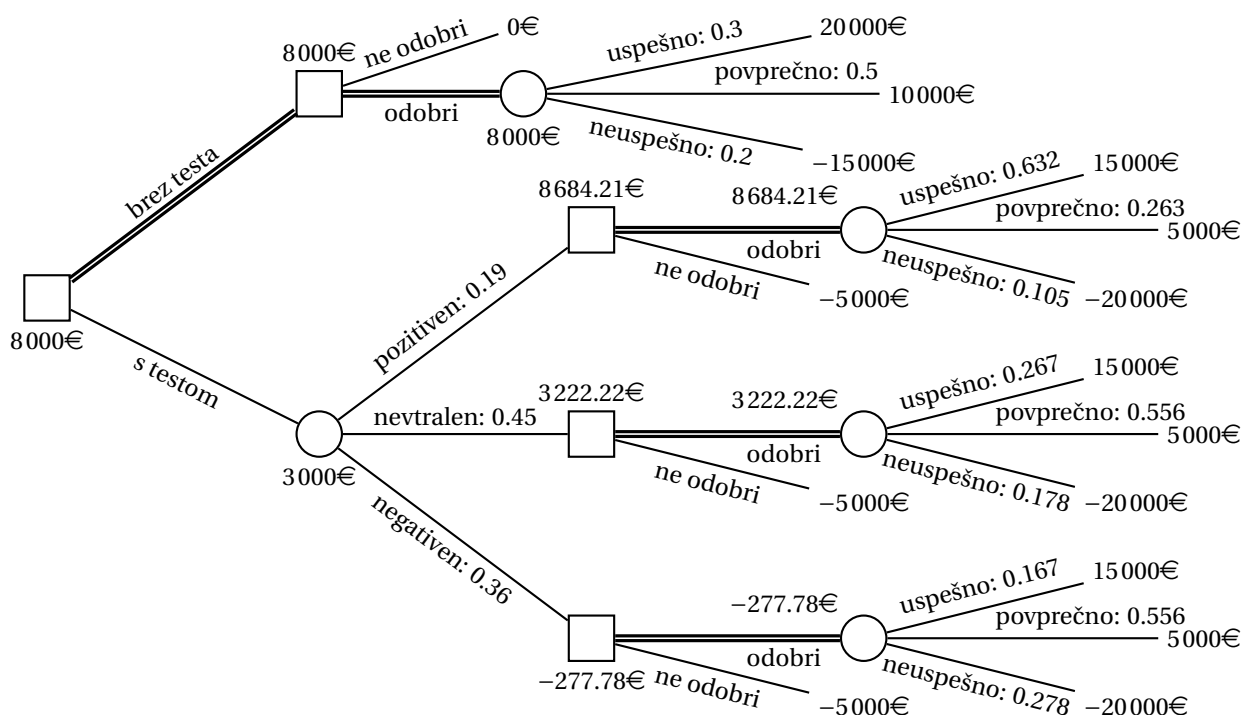 ne odobri
0€
8000€
uspešno: 0.3
20000€
povprečno: 0.5
10000€
odobri
8000€
neuspešno: 0.2
−15000€
brez testa
8000€
s testom
3000€
pozitiven: 0.19
8684.21€
8684.21€
odobri
ne odobri
−5000€
uspešno: 0.632
15000€
povprečno: 0.263
5000€
neuspešno: 0.105
−20000€
nevtralen: 0.45
3222.22€
3222.22€
odobri
ne odobri
−5000€
uspešno: 0.267
15000€
povprečno: 0.556
5000€
neuspešno: 0.178
−20000€
negativen: 0.36
−277.78€
−277.78€
odobri
ne odobri
−5000€
uspešno: 0.167
15000€
povprečno: 0.556
5000€
neuspešno: 0.278
−20000€